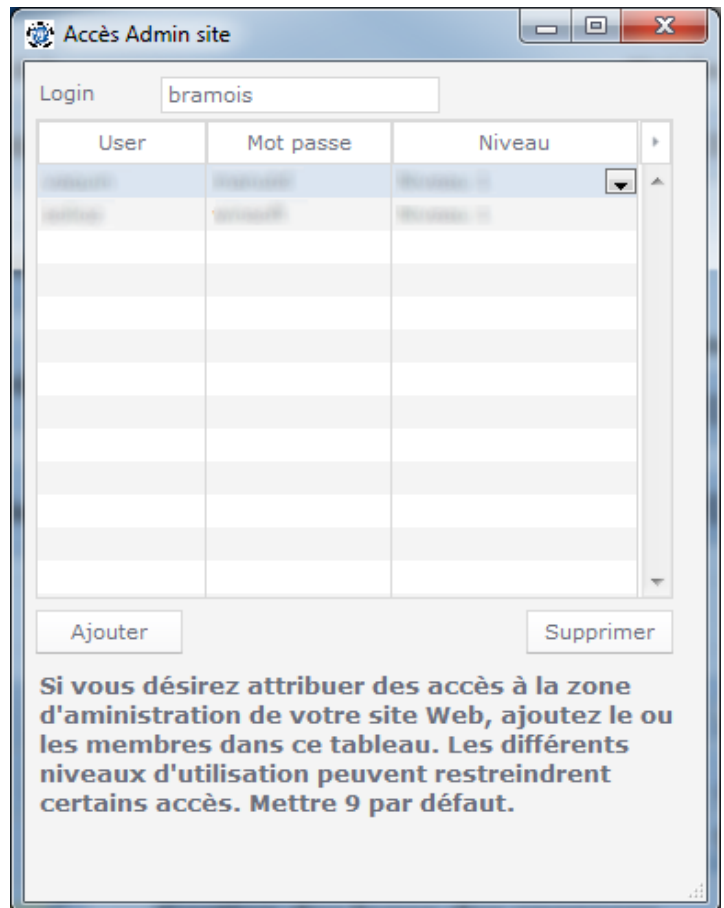 Accès Admin site
Login bramois
User Mot passe Niveau
Ajouter Supprimer
Si vous désirez attribuer des accès à la zone
d'aministration de votre site Web, ajoutez le ou
les membres dans ce tableau. Les différents
niveaux d'utilisation peuvent restreindrent
certains accès. Mettre 9 par défaut.